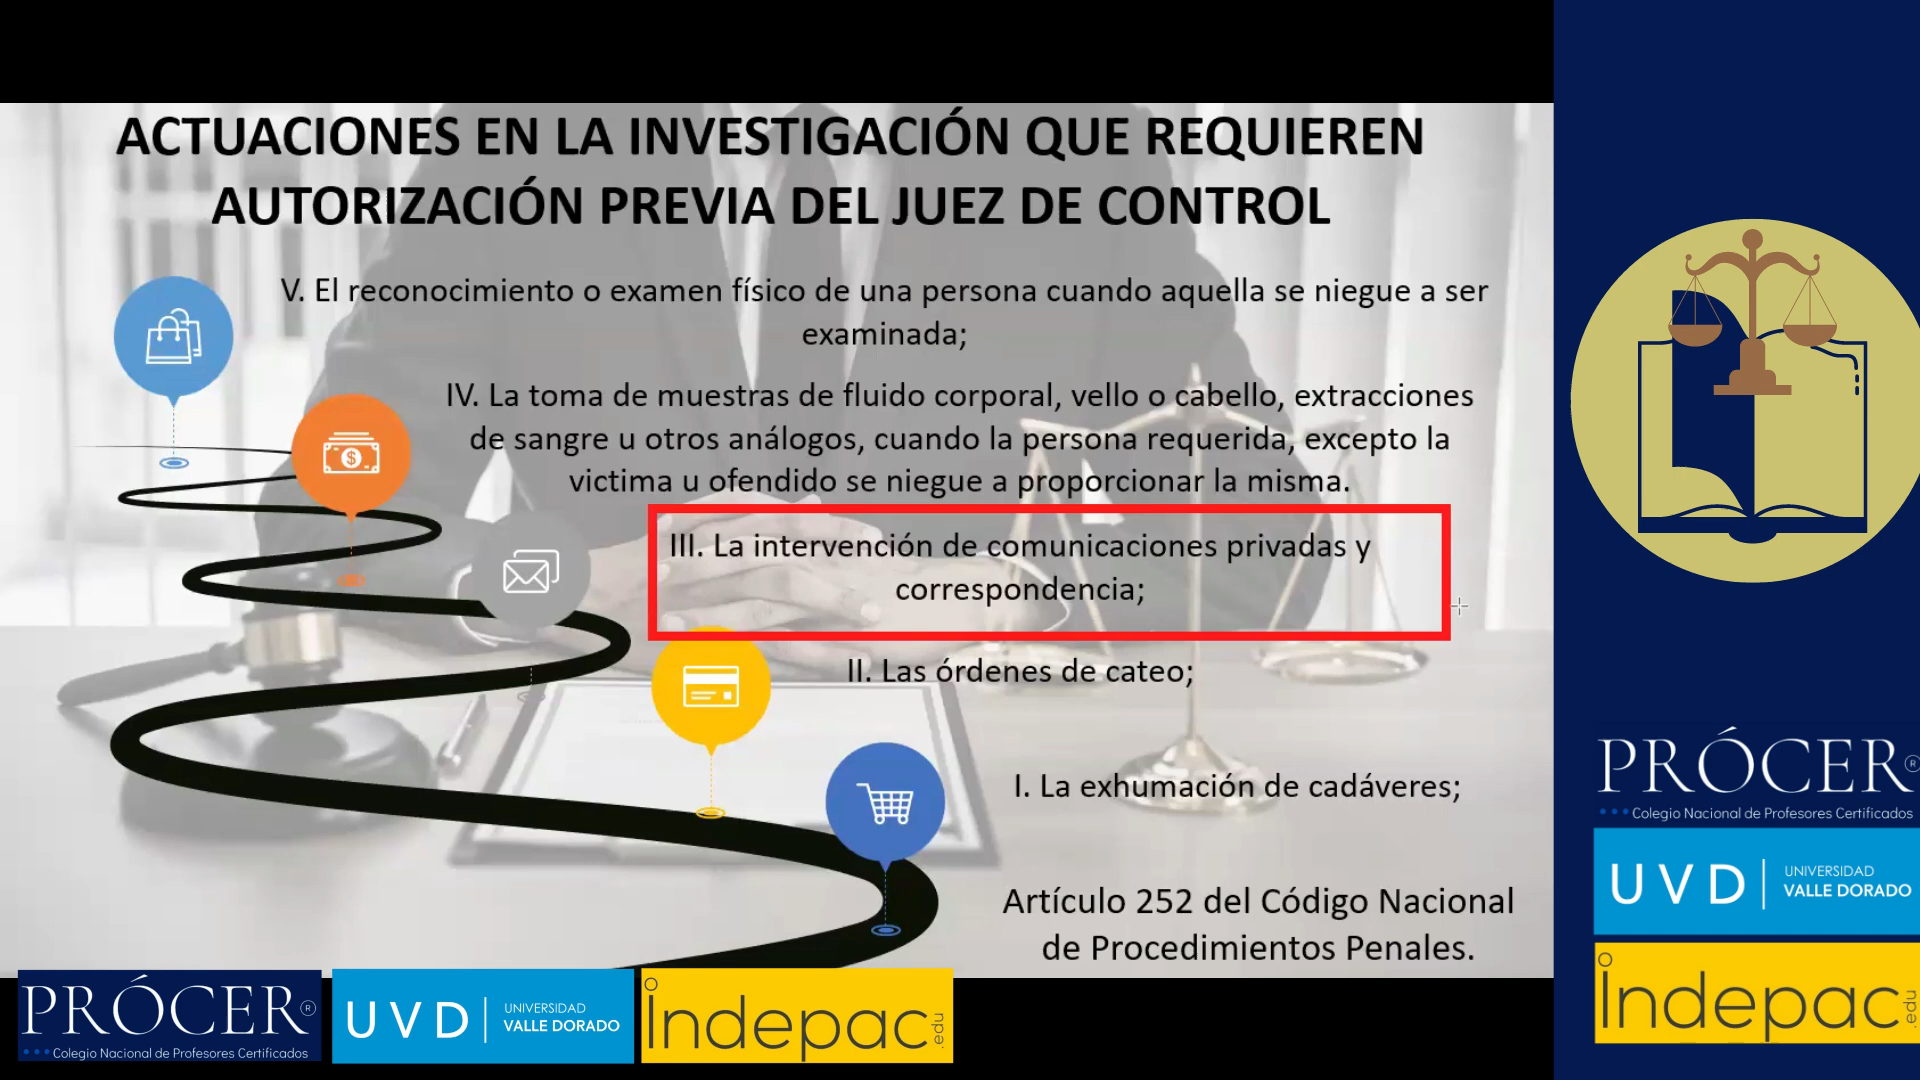 ACTUACIONES EN LA INVESTIGACIÓN QUE REQUIEREN
AUTORIZACIÓN PREVIA DEL JUEZ DE CONTROL
V. El reconocimiento o examen físico de una persona cuando aquella se niegue a ser
examinada;
IV. La toma de muestras de fluido corporal, vello o cabello, extracciones
de sangre u otros análogos, cuando la persona requerida, excepto la
victima u ofendido se niegue a proporcionar la misma.
III. La intervención de comunicaciones privadas y
correspondencia;
II. Las órdenes de cateo;
I. La exhumación de cadáveres;
Artículo 252 del Código Nacional
de Procedimientos Penales.
PRÓCER®
Colegio Nacional de Profesores Certificados
UVD
UNIVERSIDAD
VALLE DORADO
Indepac
.edu
PRÓCER®
Colegio Nacional de Profesores Certificados
UVD
UNIVERSIDAD
VALLE DORADO
Indepac
.edu